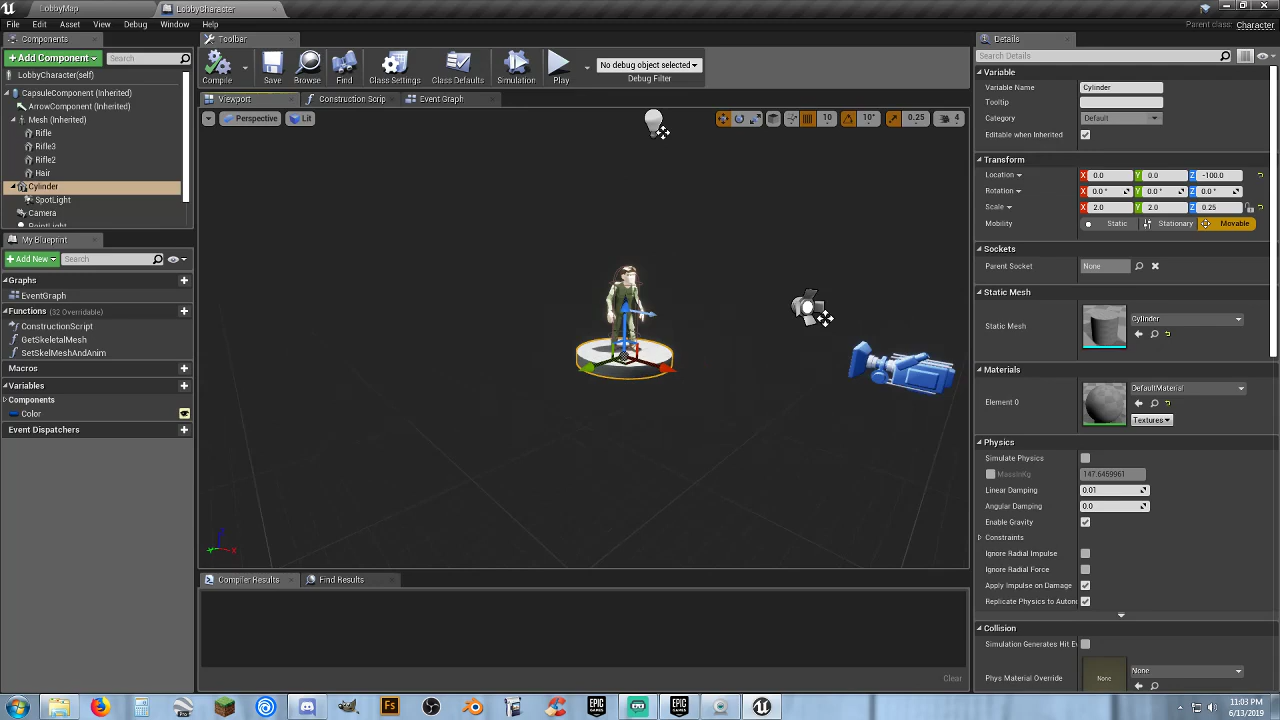 LobbyMap
LobbyCharacter
File Edit Asset View Debug Window Help
Parent class: Character
Components
+ Add Component
Search
LobbyCharacter(self)
CapsuleComponent (Inherited)
ArrowComponent (Inherited)
Mesh (Inherited)
Rifle
Rifle3
Rifle2
Hair
Cylinder
SpotLight
Camera
PointLight
My Blueprint
+ Add New
Search
Graphs
EventGraph
Functions (32 Overridable)
ConstructionScript
GetSkeletalMesh
SetSkelMeshAndAnim
Macros
Variables
Components
Color
Event Dispatchers
Toolbar
Compile
Save
Browse
Find
Class Settings
Class Defaults
Simulation
Play
No debug object selected
Debug Filter
Viewport
Construction Scrip
Event Graph
Perspective
Lit
10
10°
0.25
4
Compiler Results
Find Results
Clear
Details
Search Details
Variable
Variable Name Cylinder
Tooltip
Category Default
Editable when Inherited
Transform
Location X 0.0 Y 0.0 Z -100.0
Rotation X 0.0 ° Y 0.0 ° Z 0.0 °
Scale X 2.0 Y 2.0 Z 0.25
Mobility Static Stationary Movable
Sockets
Parent Socket None
Static Mesh
Static Mesh Cylinder
Materials
Element 0 DefaultMaterial
Textures
Physics
Simulate Physics
MassInKg 147.6459961
Linear Damping 0.01
Angular Damping 0.0
Enable Gravity
Constraints
Ignore Radial Impulse
Ignore Radial Force
Apply Impulse on Damage
Replicate Physics to Auton
Collision
Simulation Generates Hit E
Phys Material Override None None
Pro
Fs
EPIC GAMES
EPIC GAMES
11:03 PM
6/13/2019